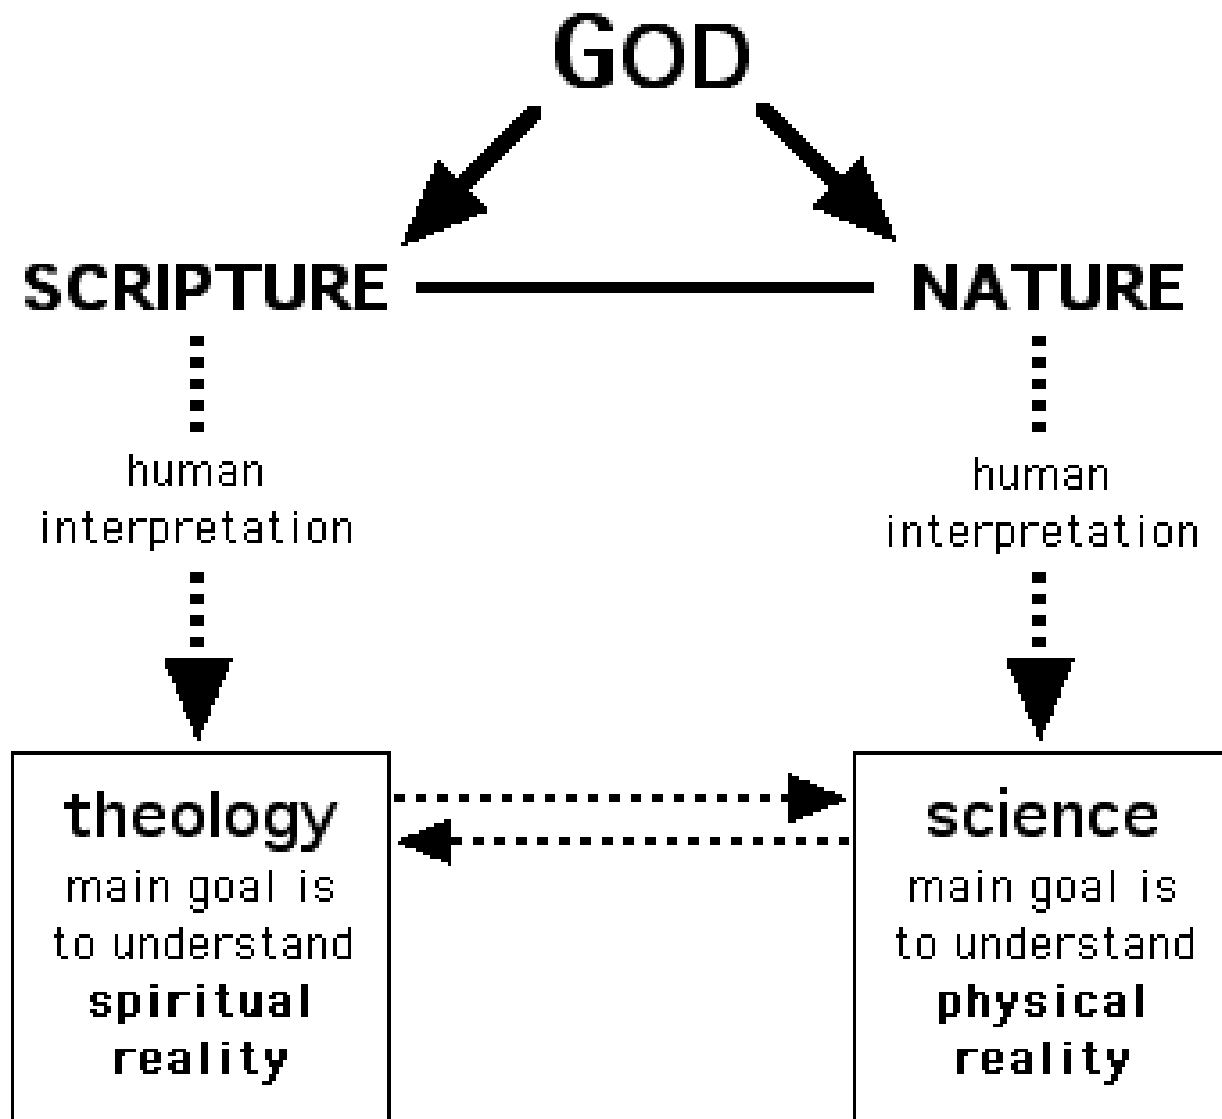 GOD
SCRIPTURE
NATURE
human
interpretation
human
interpretation
theology
main goal is
to understand
spiritual
reality
science
main goal is
to understand
physical
reality